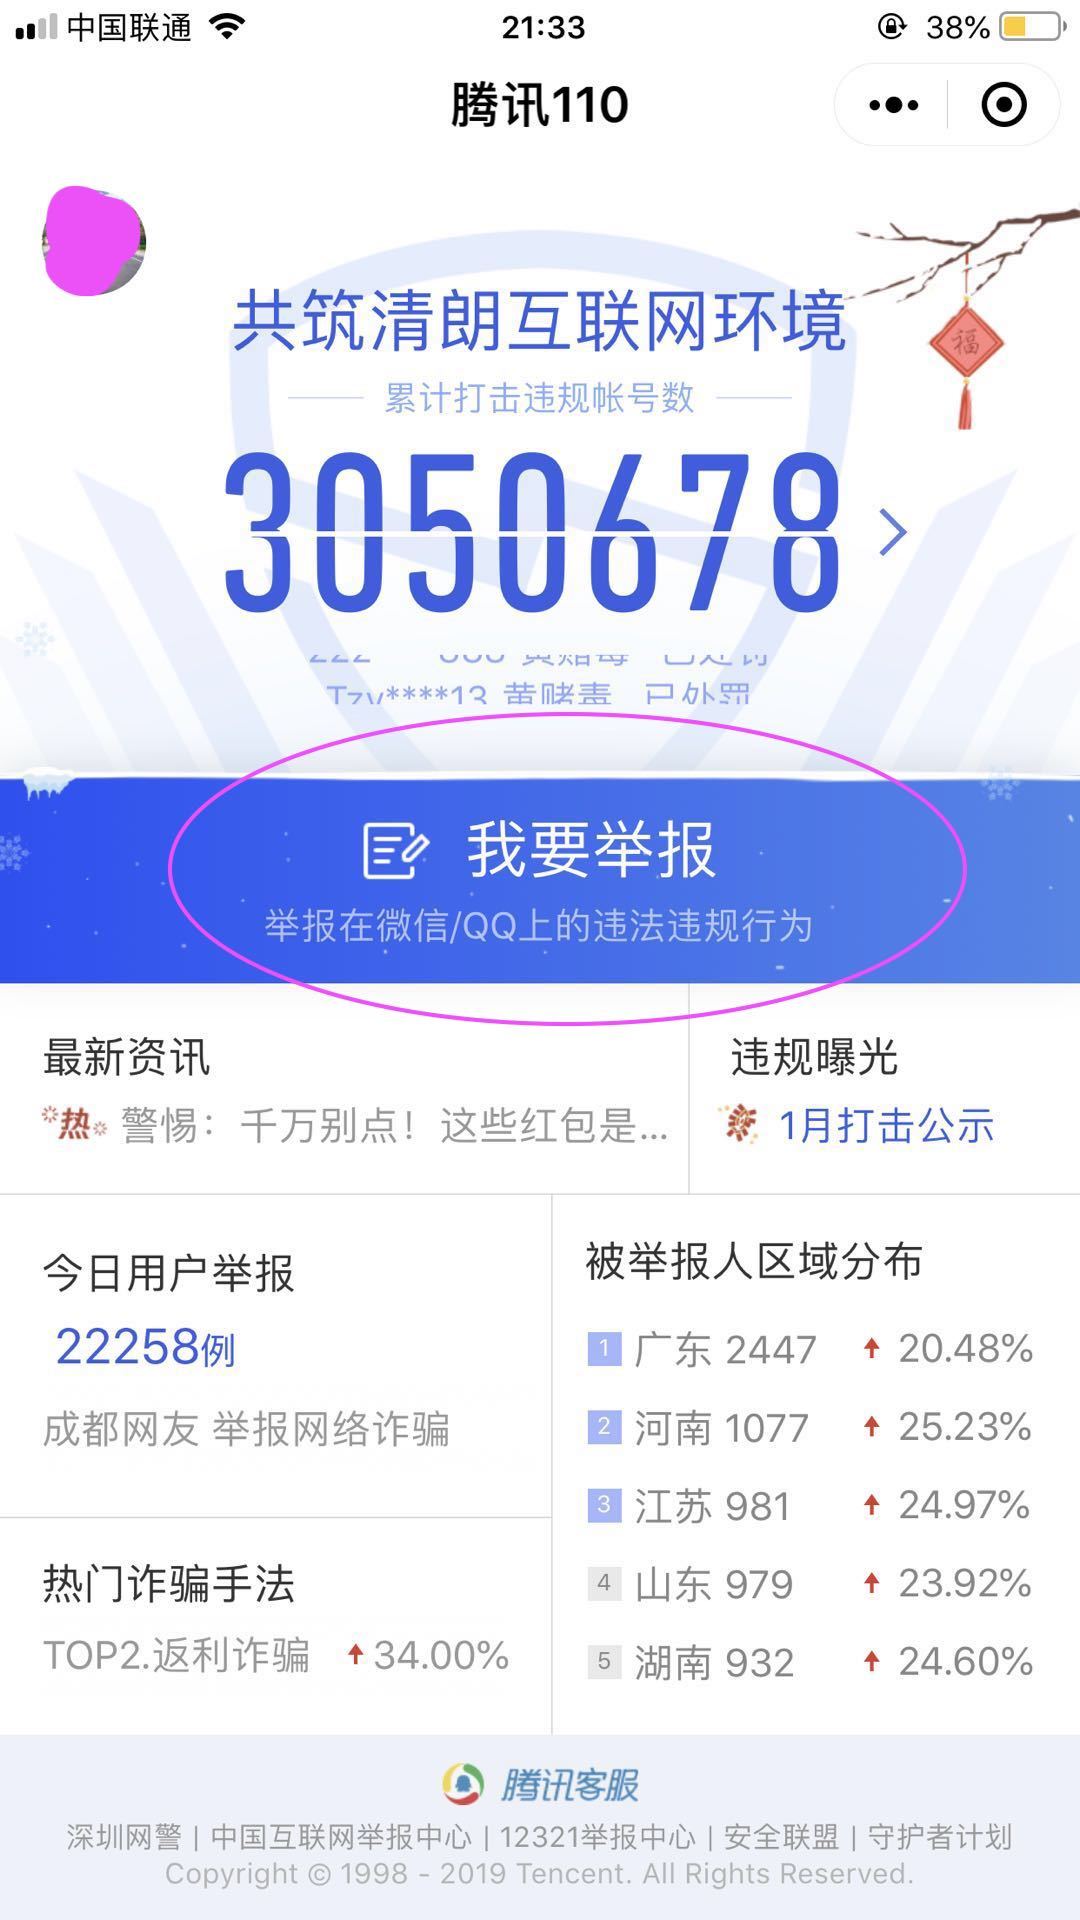 中国联通 21:33 38%
腾讯110
共筑清朗互联网环境
累计打击违规帐号数
3050678
Tzy****13 黄赌毒 已处罚
我要举报
举报在微信/QQ上的违法违规行为
最新资讯
热 警惕：千万别点！这些红包是...
违规曝光
1月打击公示
今日用户举报
22258例
成都网友 举报网络诈骗
热门诈骗手法
TOP2.返利诈骗 34.00%
被举报人区域分布
1 广东 2447 20.48%
2 河南 1077 25.23%
3 江苏 981 24.97%
4 山东 979 23.92%
5 湖南 932 24.60%
福
腾讯客服
深圳网警 | 中国互联网举报中心 | 12321举报中心 | 安全联盟 | 守护者计划
Copyright © 1998 - 2019 Tencent. All Rights Reserved.